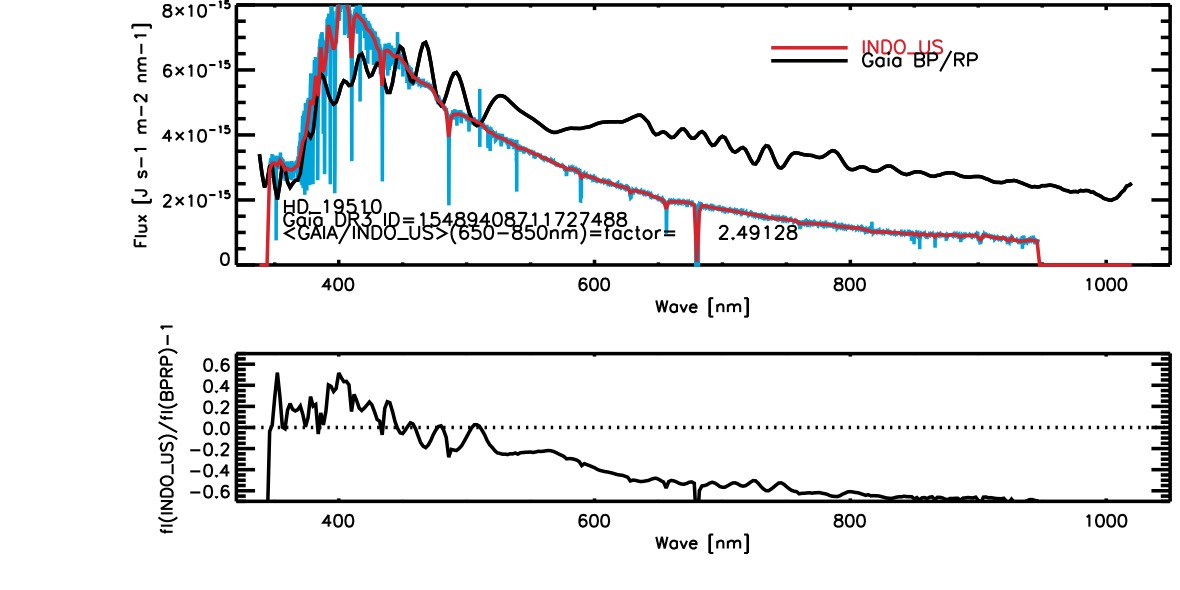 8×10⁻¹⁵
6×10⁻¹⁵
4×10⁻¹⁵
2×10⁻¹⁵
0
Flux [J s−1 m−2 nm−1]
INDO_US
Gaia BP/RP
HD_19510
Gaia DR3 ID=154894088711727488
<GAIA/INDO_US>(650−850nm)=factor= 2.49128
400 600 800 1000
Wave [nm]
fl(INDO_US)/fl(BPRP)−1
0.6
0.4
0.2
0.0
−0.2
−0.4
−0.6
400 600 800 1000
Wave [nm]